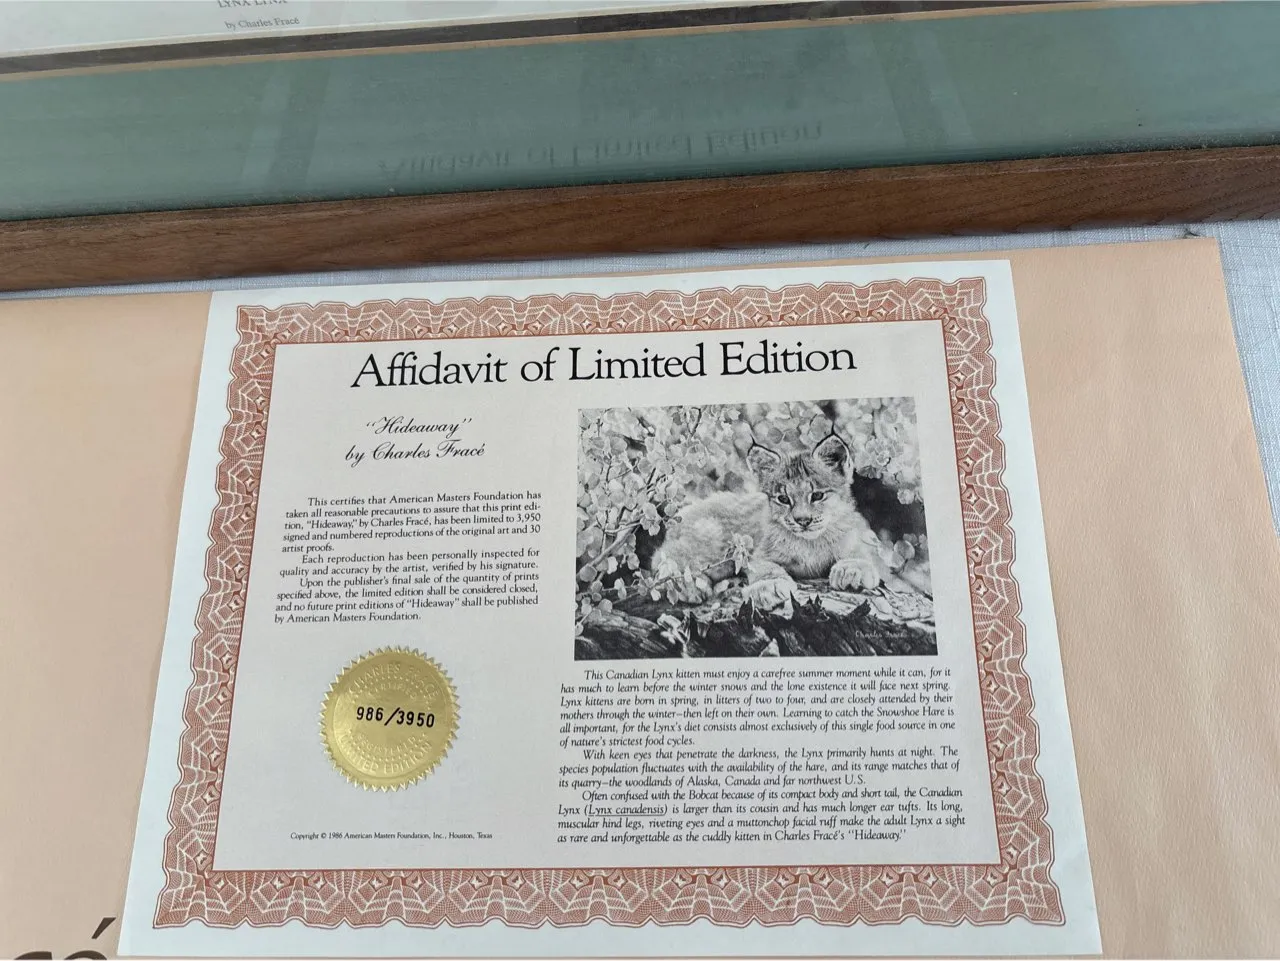 LYNX LYNX
by Charles Fracé
Affidavit of Limited Edition
Affidavit of Limited Edition
“Hideaway”
by Charles Fracé
This certifies that American Masters Foundation has
taken all reasonable precautions to assure that this print edi-
tion, “Hideaway,” by Charles Fracé, has been limited to 3,950
signed and numbered reproductions of the original art and 30
artist proofs.
Each reproduction has been personally inspected for
quality and accuracy by the artist, verified by his signature.
Upon the publisher’s final sale of the quantity of prints
specified above, the limited edition shall be considered closed,
and no future print editions of “Hideaway” shall be published
by American Masters Foundation.
CHARLES FRACÉ
986/3950
LIMITED EDITION
Copyright © 1986 American Masters Foundation, Inc., Houston, Texas
Charles Fracé
This Canadian Lynx kitten must enjoy a carefree summer moment while it can, for it
has much to learn before the winter snows and the lone existence it will face next spring.
Lynx kittens are born in spring, in litters of two to four, and are closely attended by their
mothers through the winter—then left on their own. Learning to catch the Snowshoe Hare is
all important, for the Lynx’s diet consists almost exclusively of this single food source in one
of nature’s strictest food cycles.
With keen eyes that penetrate the darkness, the Lynx primarily hunts at night. The
species population fluctuates with the availability of the hare, and its range matches that of
its quarry—the woodlands of Alaska, Canada and far northwest U.S.
Often confused with the Bobcat because of its compact body and short tail, the Canadian
Lynx (Lynx canadensis) is larger than its cousin and has much longer ear tufts. Its long,
muscular hind legs, riveting eyes and a muttonchop facial ruff make the adult Lynx a sight
as rare and unforgettable as the cuddly kitten in Charles Fracé’s “Hideaway.”